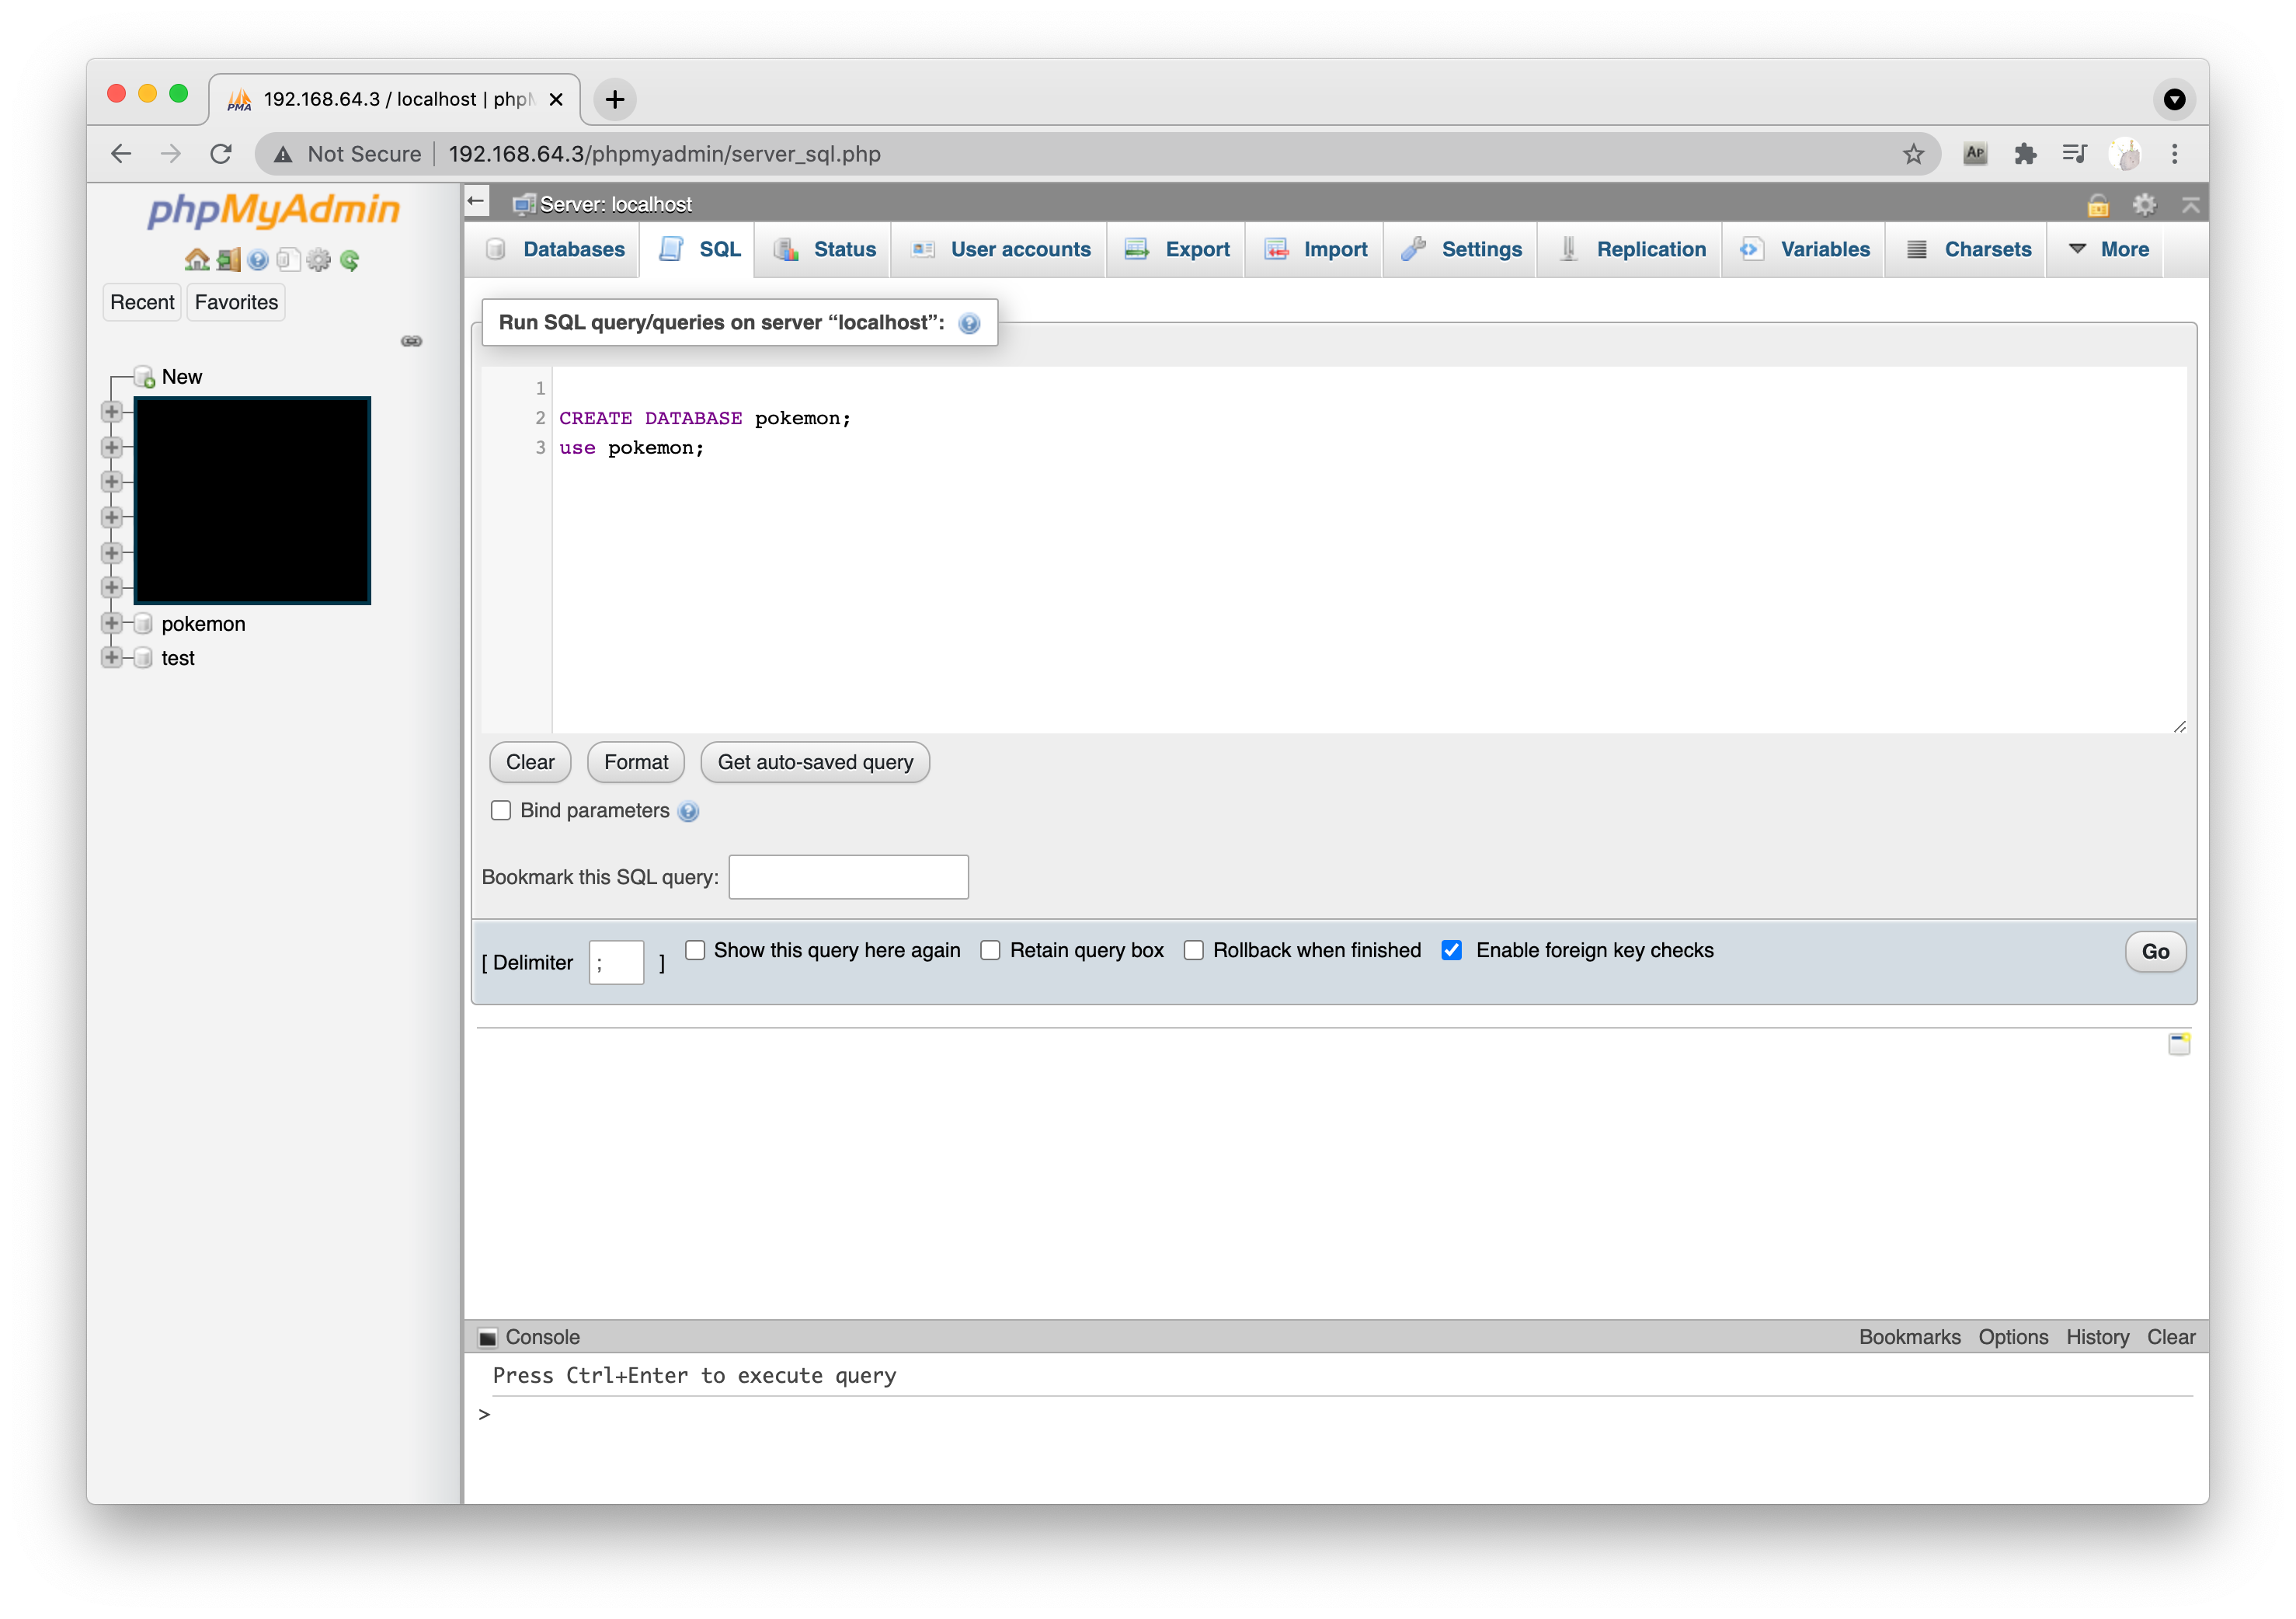 192.168.64.3 / localhost | phpM
Not Secure 192.168.64.3/phpmyadmin/server_sql.php
AP
phpMyAdmin
Recent Favorites
New
pokemon
test
Server: localhost
Databases SQL Status User accounts Export Import Settings Replication Variables Charsets More
Run SQL query/queries on server “localhost”:
1
2 CREATE DATABASE pokemon;
3 use pokemon;
Clear Format Get auto-saved query
Bind parameters
Bookmark this SQL query:
[ Delimiter ; ] Show this query here again Retain query box Rollback when finished Enable foreign key checks Go
Console Bookmarks Options History Clear
Press Ctrl+Enter to execute query
>